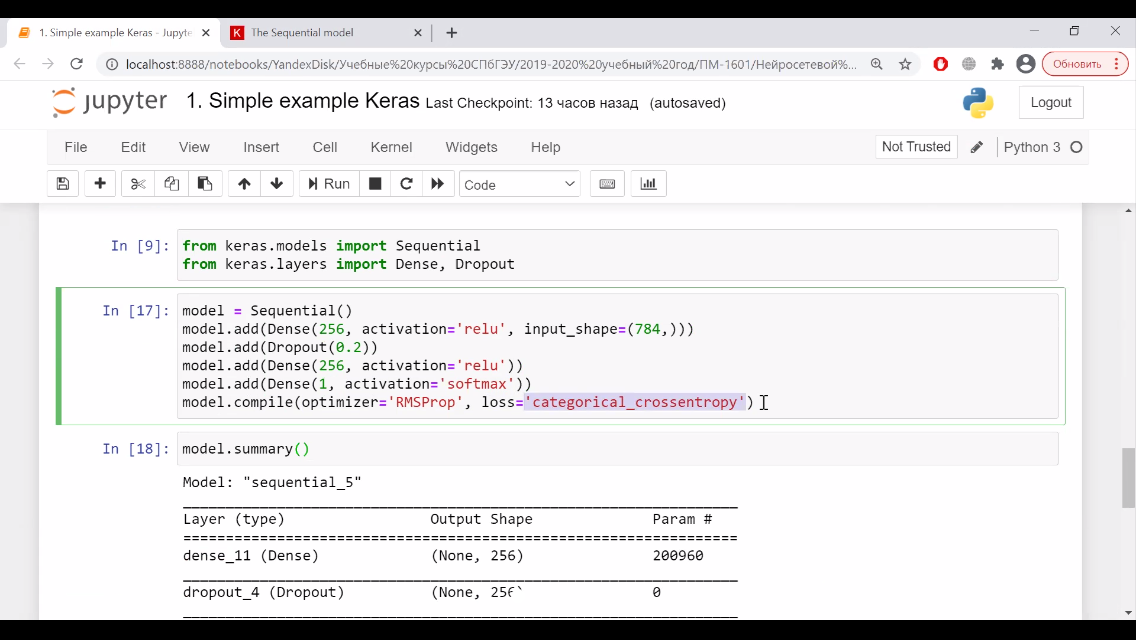 1. Simple example Keras - Jupyte
K The Sequential model
localhost:8888/notebooks/YandexDisk/Учебные%20курсы%20СПбГЭУ/2019-2020%20учебный%20год/ПМ-1601/Нейросетевой%...
Обновить
jupyter 1. Simple example Keras Last Checkpoint: 13 часов назад (autosaved)
Logout
File Edit View Insert Cell Kernel Widgets Help
Not Trusted Python 3
Run Code
In [9]: from keras.models import Sequential
from keras.layers import Dense, Dropout
In [17]: model = Sequential()
model.add(Dense(256, activation='relu', input_shape=(784,)))
model.add(Dropout(0.2))
model.add(Dense(256, activation='relu'))
model.add(Dense(1, activation='softmax'))
model.compile(optimizer='RMSProp', loss='categorical_crossentropy')
In [18]: model.summary()
Model: "sequential_5"
Layer (type) Output Shape Param #
dense_11 (Dense) (None, 256) 200960
dropout_4 (Dropout) (None, 256) 0